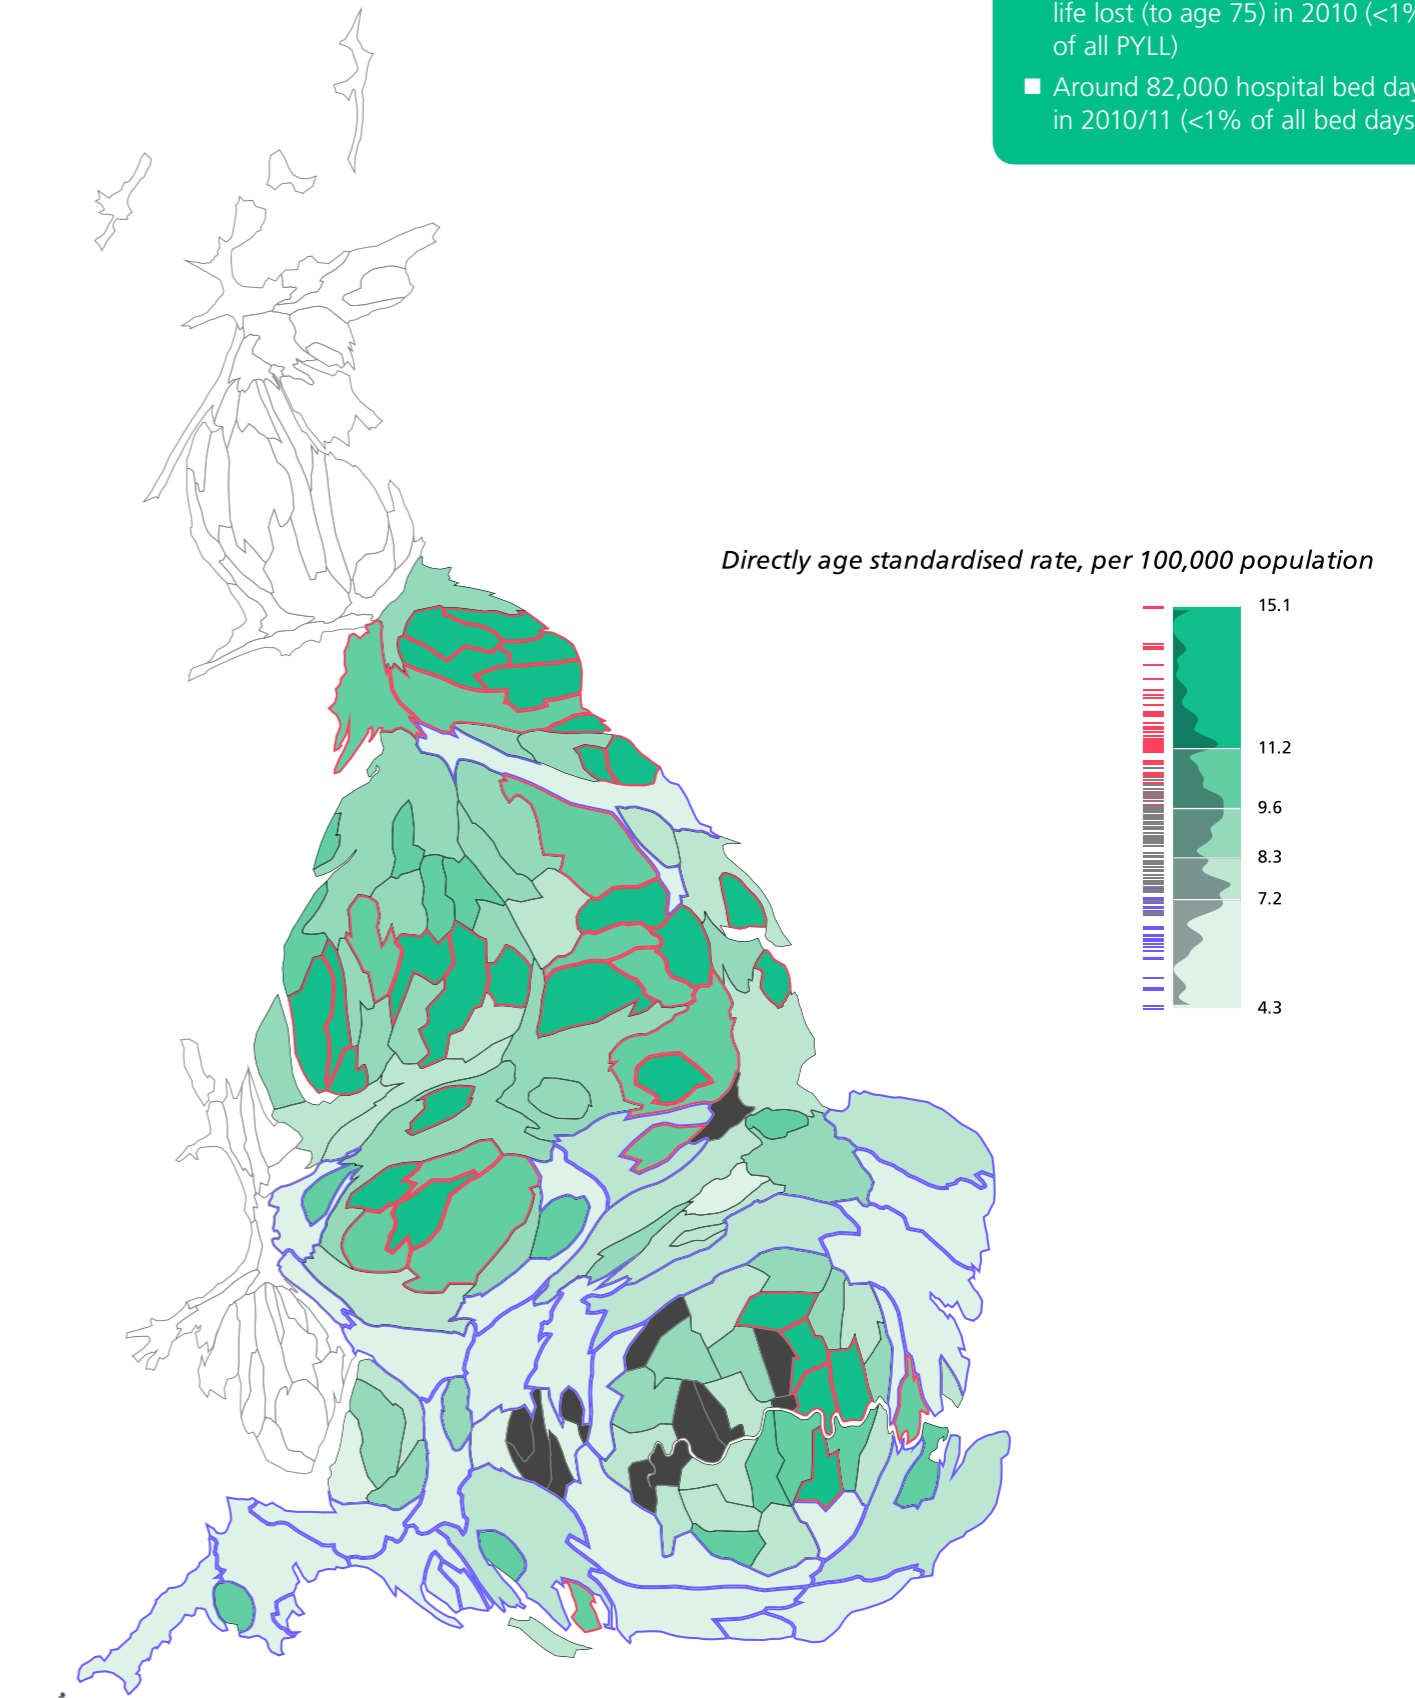 life lost (to age 75) in 2010 (<1%
of all PYLL)
Around 82,000 hospital bed day
in 2010/11 (<1% of all bed days
Directly age standardised rate, per 100,000 population
15.1
11.2
9.6
8.3
7.2
4.3